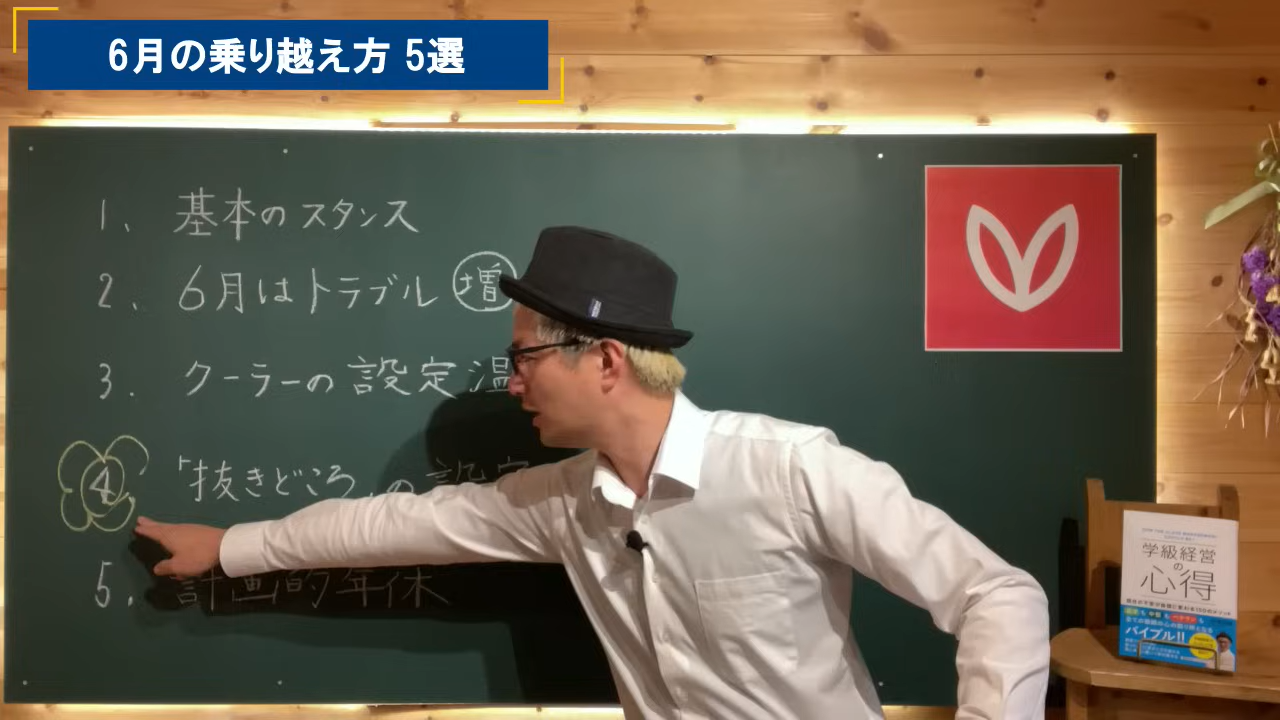 6月の乗り越え方 5選
1. 基本のスタンス
2. 6月はトラブル 増
3. クーラーの設定温
4 「抜きどころ」の設定
5. 計画的年休
学級経営
の
心得
バイブル!!